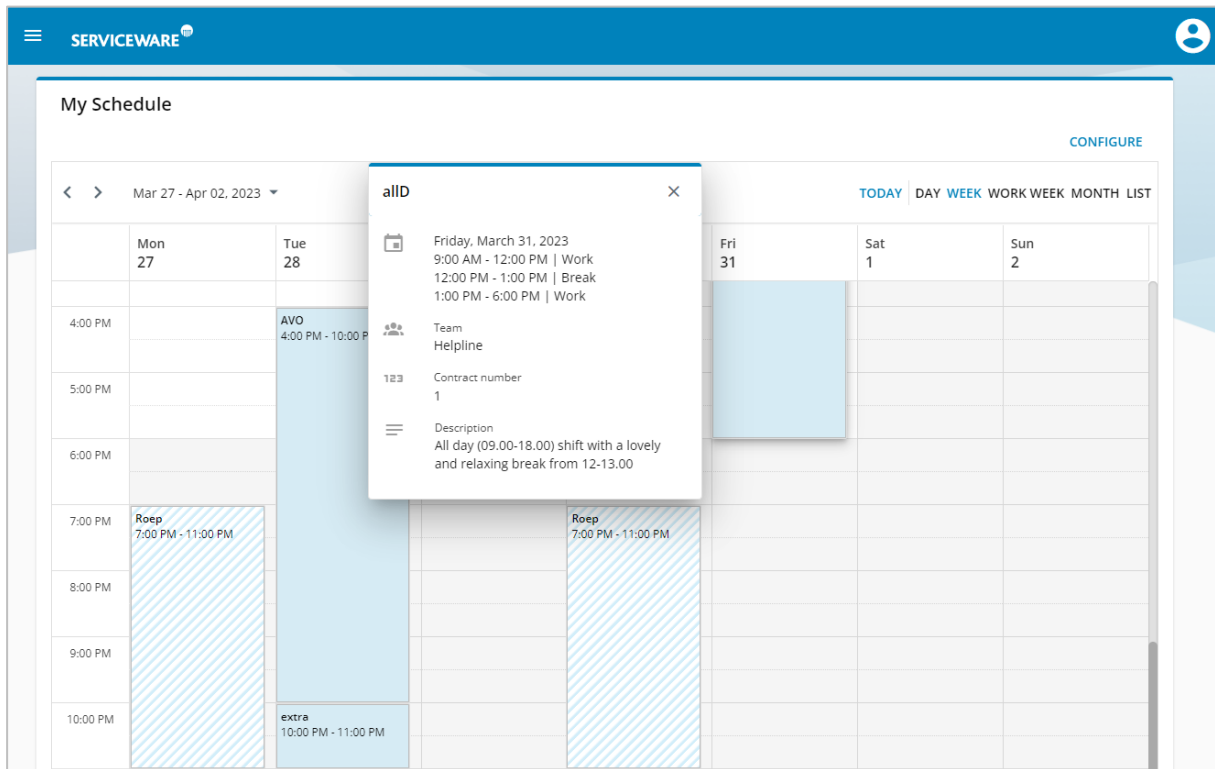 SERVICEWARE
My Schedule
CONFIGURE
Mar 27 - Apr 02, 2023
TODAY DAY WEEK WORK WEEK MONTH LIST
Mon
27
Tue
28
Fri
31
Sat
1
Sun
2
allD
Friday, March 31, 2023
9:00 AM - 12:00 PM | Work
12:00 PM - 1:00 PM | Break
1:00 PM - 6:00 PM | Work
Team
Helpline
123
Contract number
1
Description
All day (09.00-18.00) shift with a lovely
and relaxing break from 12-13.00
4:00 PM
AVO
4:00 PM - 10:00 P
5:00 PM
6:00 PM
7:00 PM
Roep
7:00 PM - 11:00 PM
Roep
7:00 PM - 11:00 PM
8:00 PM
9:00 PM
10:00 PM
extra
10:00 PM - 11:00 PM